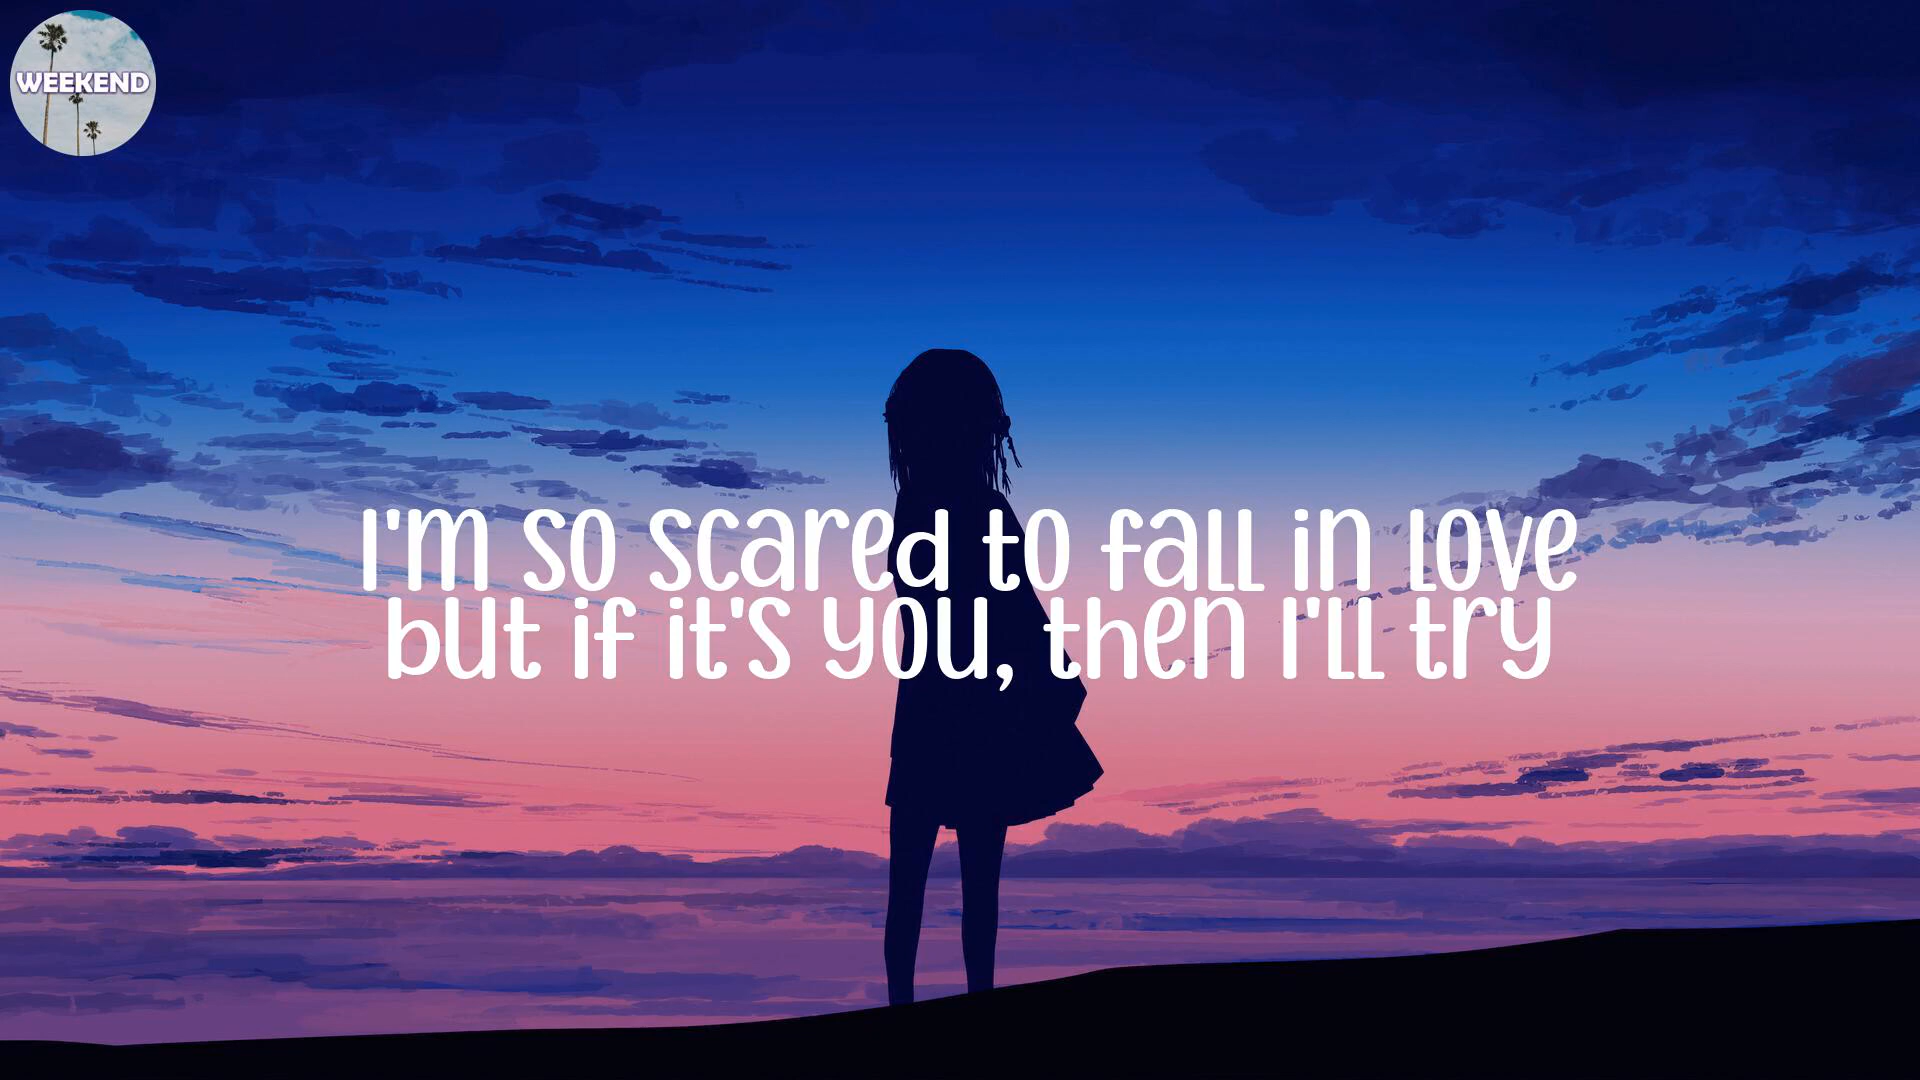 WEEKEND
I'm so scared to fall in love
but if it's you, then I'll try